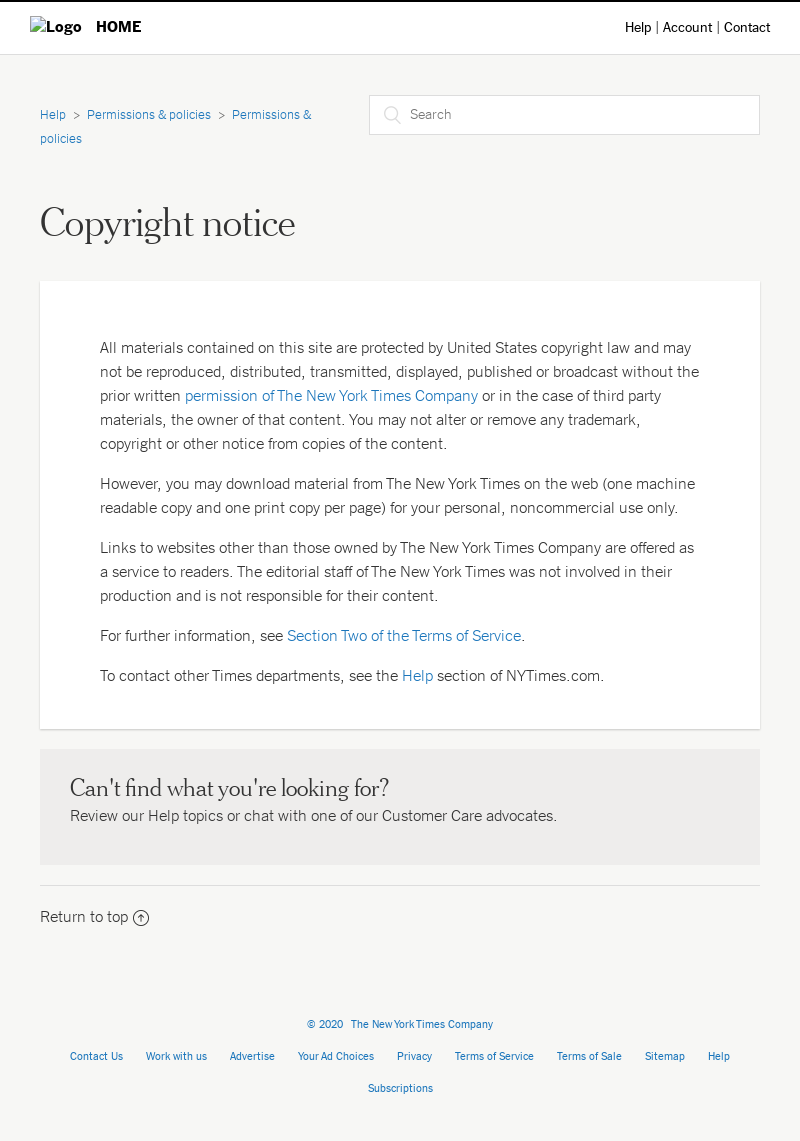 Logo HOME Help | Account | Contact
Help > Permissions & policies > Permissions & policies
Search
Copyright notice
All materials contained on this site are protected by United States copyright law and may
not be reproduced, distributed, transmitted, displayed, published or broadcast without the
prior written permission of The New York Times Company or in the case of third party
materials, the owner of that content. You may not alter or remove any trademark,
copyright or other notice from copies of the content.
However, you may download material from The New York Times on the web (one machine
readable copy and one print copy per page) for your personal, noncommercial use only.
Links to websites other than those owned by The New York Times Company are offered as
a service to readers. The editorial staff of The New York Times was not involved in their
production and is not responsible for their content.
For further information, see Section Two of the Terms of Service.
To contact other Times departments, see the Help section of NYTimes.com.
Can't find what you're looking for?
Review our Help topics or chat with one of our Customer Care advocates.
Return to top
© 2020 The New York Times Company
Contact Us Work with us Advertise Your Ad Choices Privacy Terms of Service Terms of Sale Sitemap Help
Subscriptions